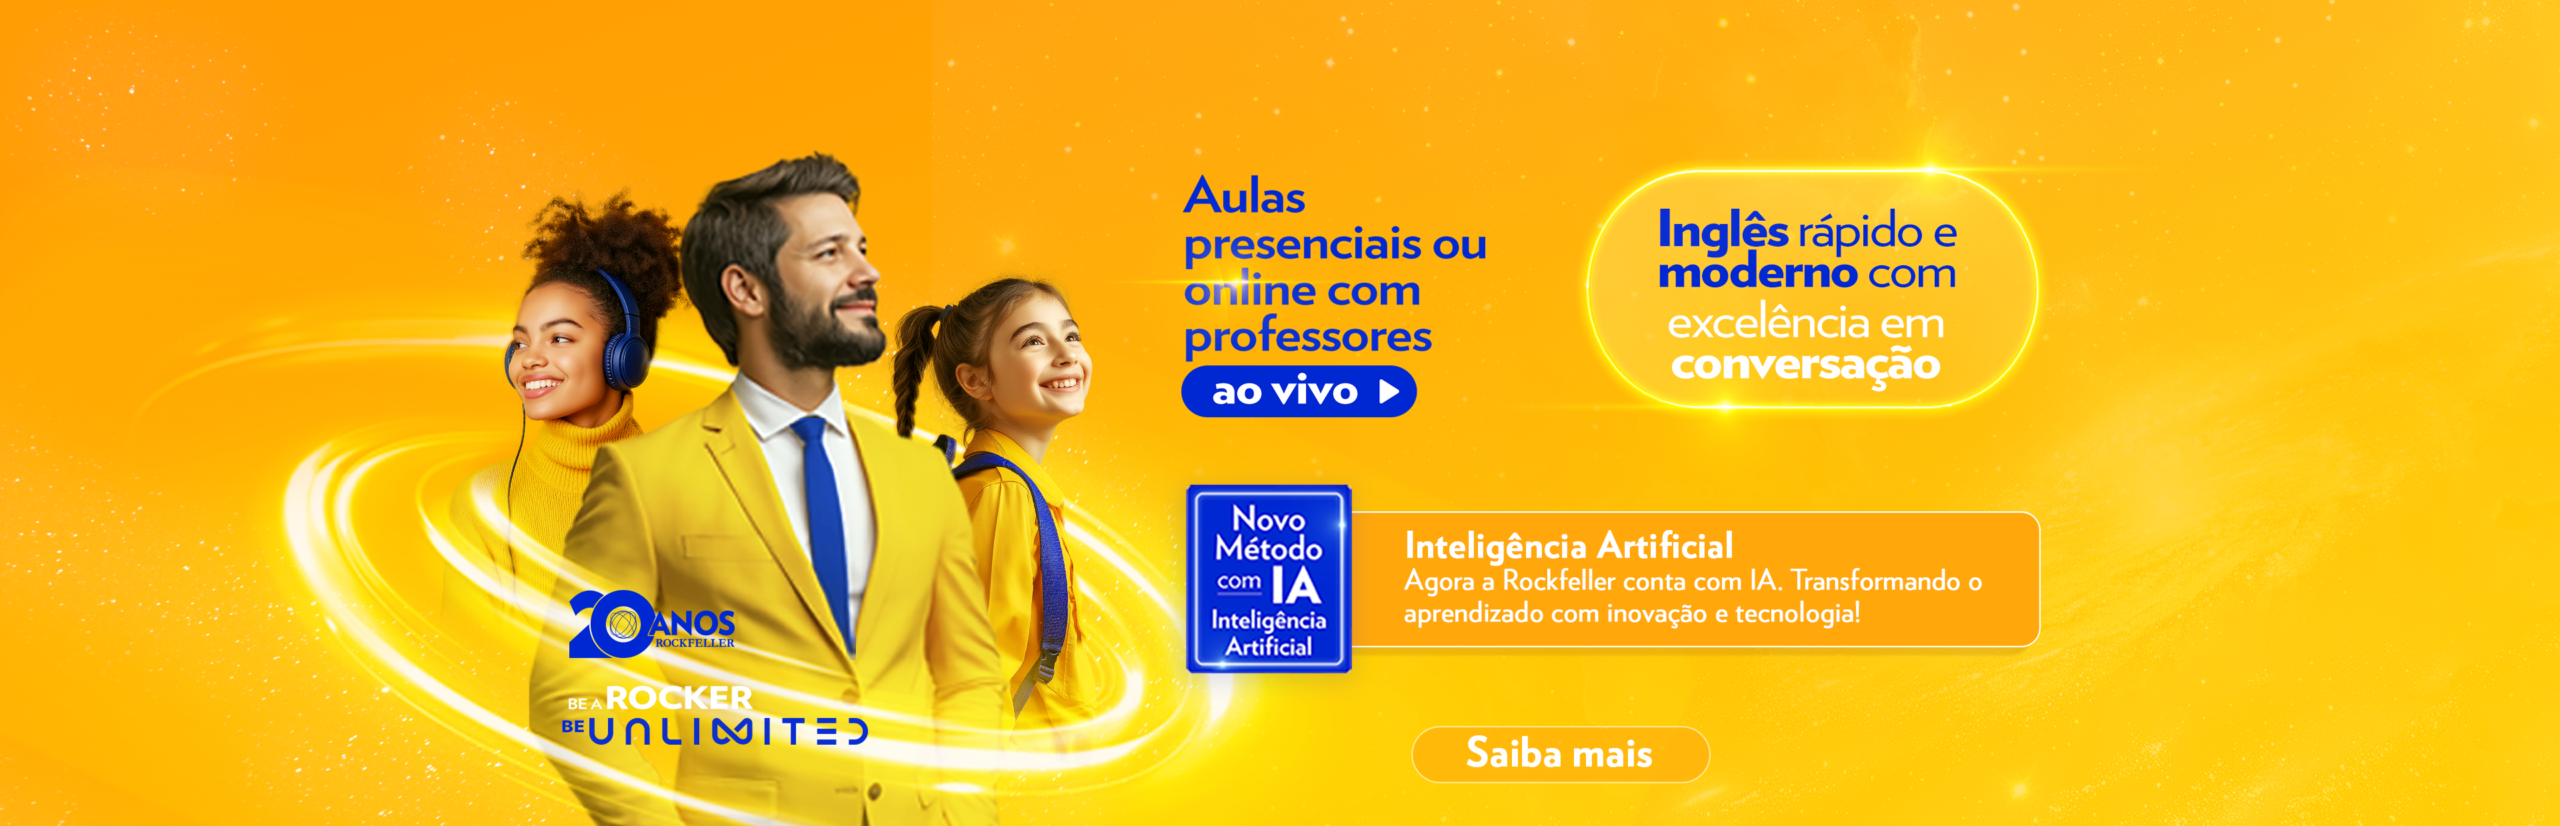 Aulas
presenciais ou
online com
professores
ao vivo
Inglês rápido e
moderno com
excelência em
conversação
Novo
Método
com IA
Inteligência
Artificial
Inteligência Artificial
Agora a Rockfeller conta com IA. Transformando o
aprendizado com inovação e tecnologia!
20 ANOS
ROCKFELLER
BE A ROCKER
BE UNLIMITED
Saiba mais